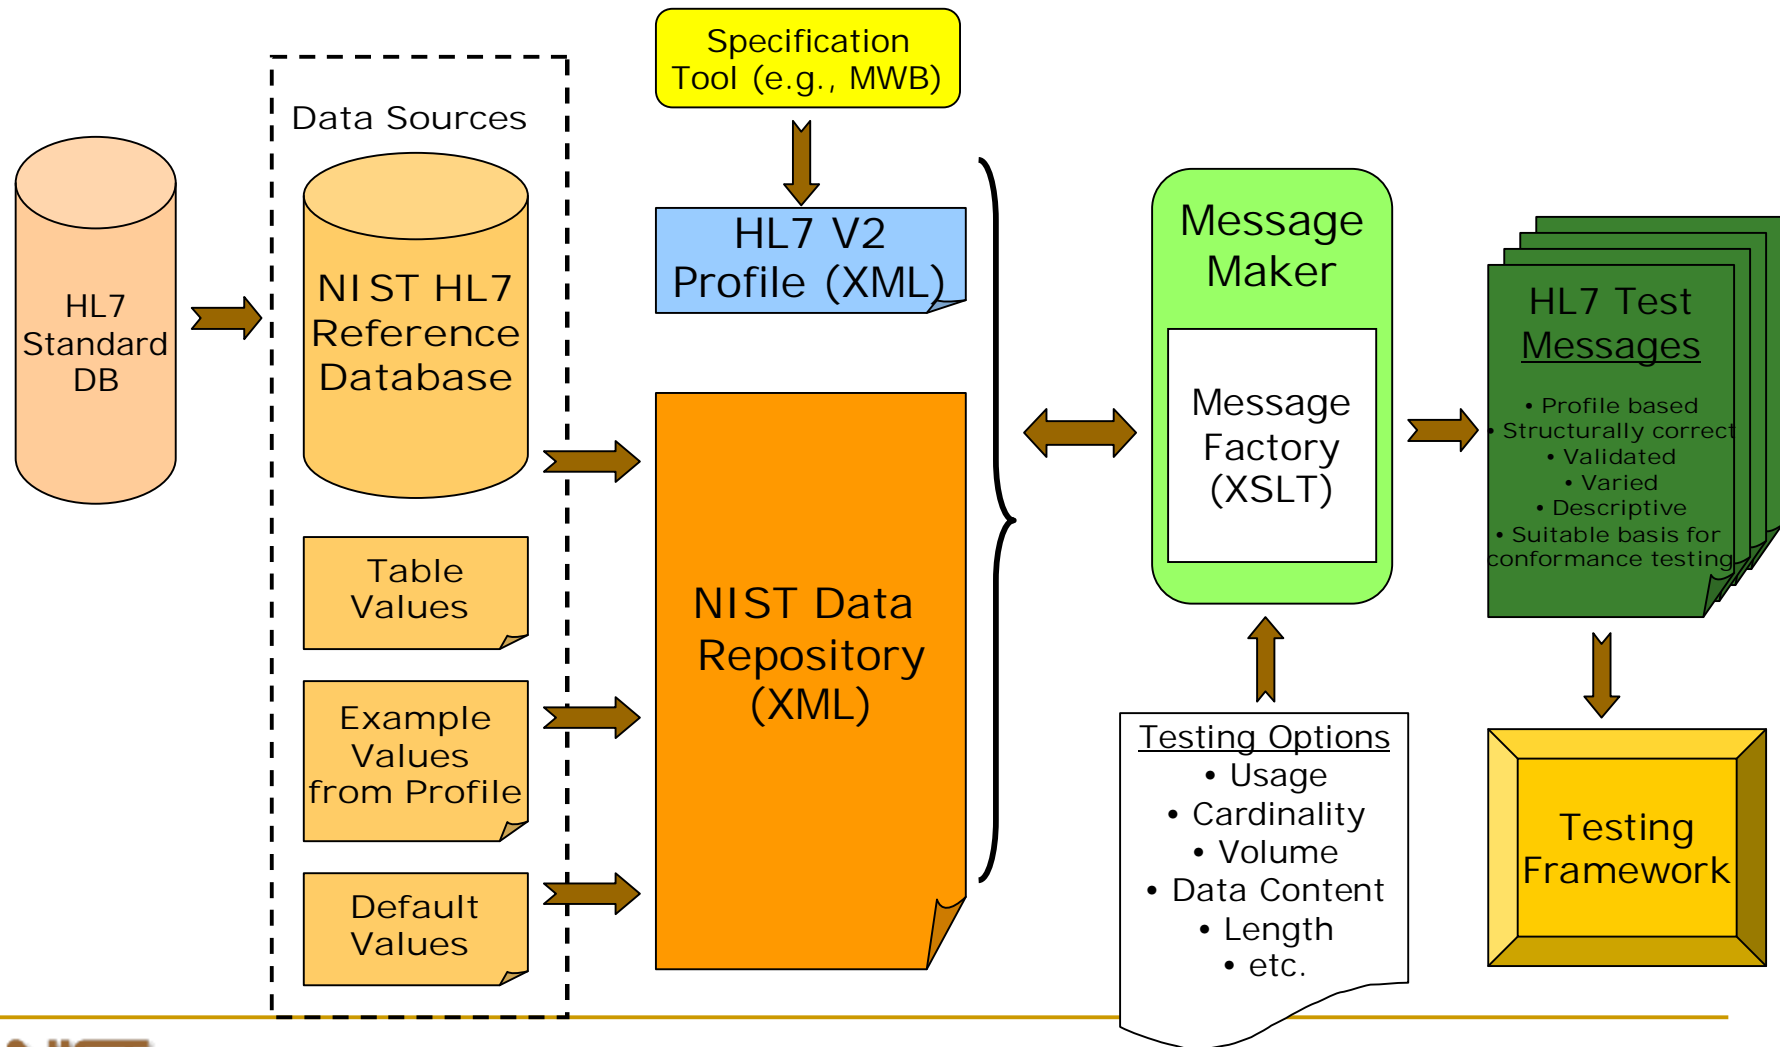 Specification
Tool (e.g., MWB)
Data Sources
HL7
Standard
DB
NIST HL7
Reference
Database
Table
Values
Example
Values
from Profile
Default
Values
HL7 V2
Profile (XML)
NIST Data
Repository
(XML)
Message
Maker
Message
Factory
(XSLT)
Testing Options
• Usage
• Cardinality
• Volume
• Data Content
• Length
• etc.
HL7 Test
Messages
• Profile based
• Structurally correct
• Validated
• Varied
• Descriptive
• Suitable basis for
conformance testing
Testing
Framework